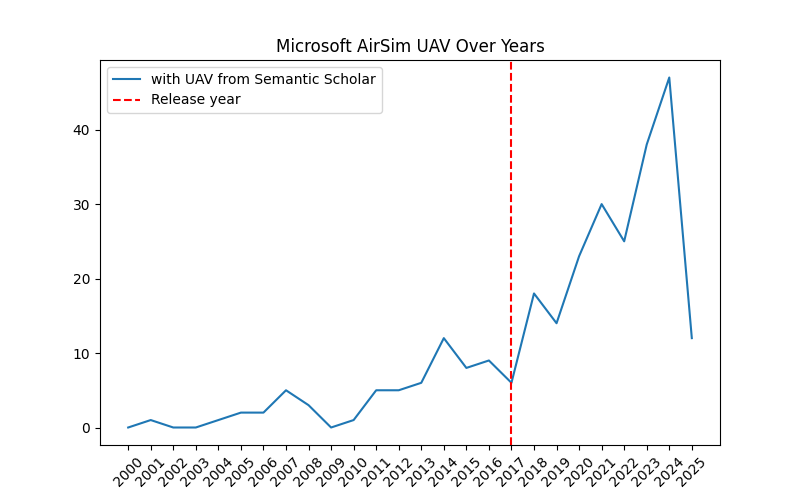 Microsoft AirSim UAV Over Years
with UAV from Semantic Scholar
Release year
40
30
20
10
0
2000 2001 2002 2003 2004 2005 2006 2007 2008 2009 2010 2011 2012 2013 2014 2015 2016 2017 2018 2019 2020 2021 2022 2023 2024 2025